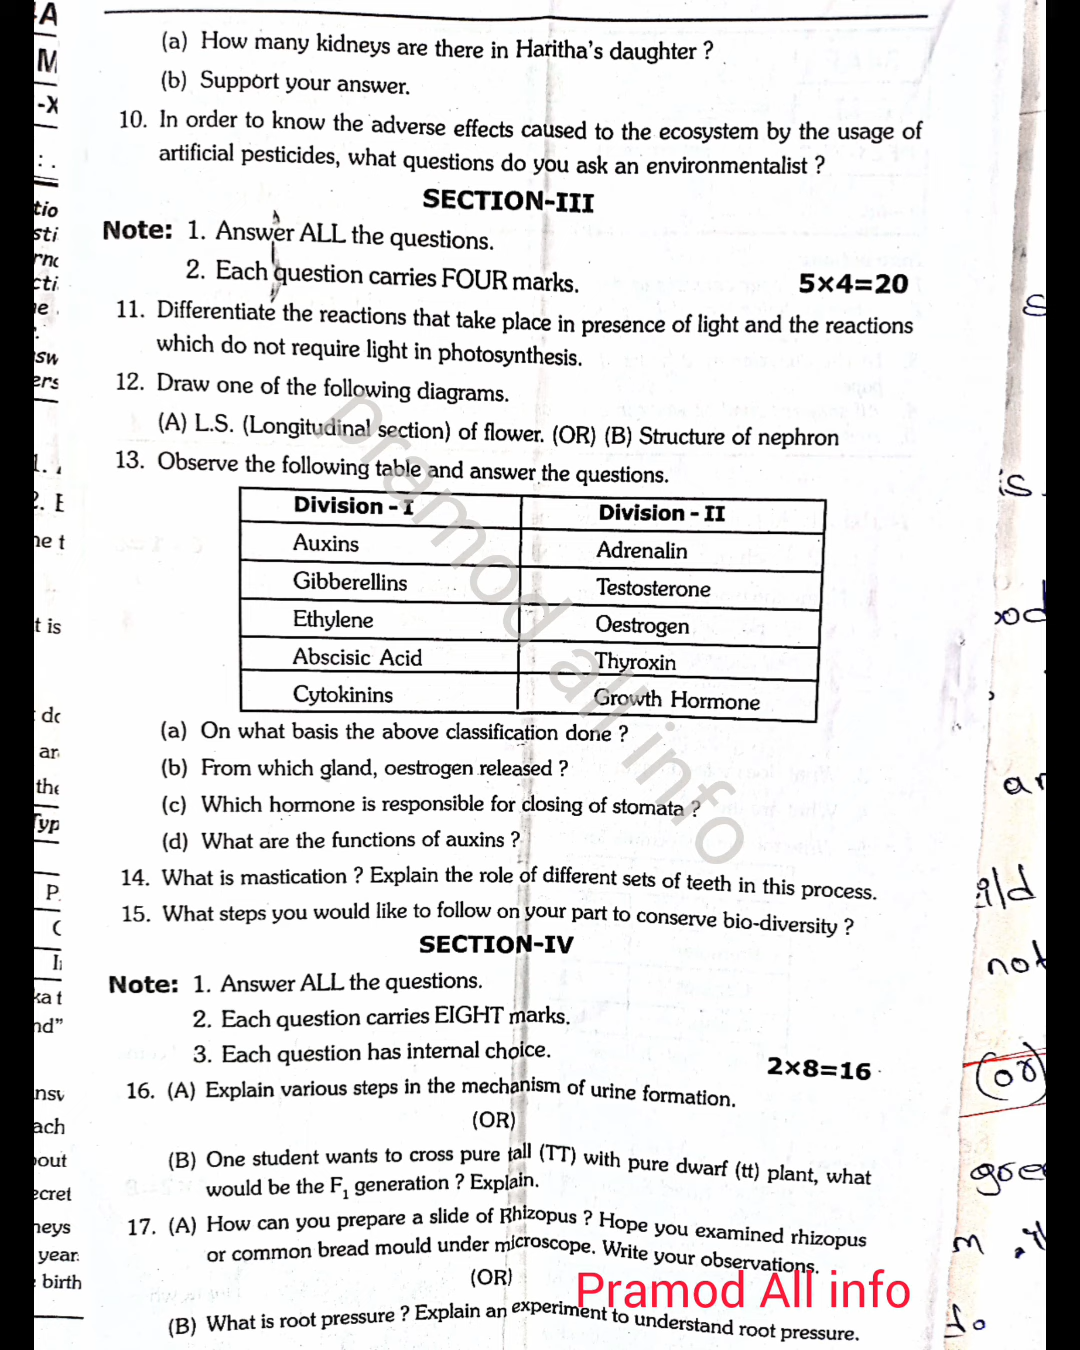 (a) How many kidneys are there in Haritha's daughter ?
(b) Support your answer.
10. In order to know the adverse effects caused to the ecosystem by the usage of
artificial pesticides, what questions do you ask an environmentalist ?
SECTION-III
Note: 1. Answer ALL the questions.
2. Each question carries FOUR marks. 5×4=20
11. Differentiate the reactions that take place in presence of light and the reactions
which do not require light in photosynthesis.
12. Draw one of the following diagrams.
(A) L.S. (Longitudinal section) of flower. (OR) (B) Structure of nephron
13. Observe the following table and answer the questions.
Division - I Division - II
Auxins Adrenalin
Gibberellins Testosterone
Ethylene Oestrogen
Abscisic Acid Thyroxin
Cytokinins Growth Hormone
(a) On what basis the above classification done ?
(b) From which gland, oestrogen released ?
(c) Which hormone is responsible for closing of stomata ?
(d) What are the functions of auxins ?
14. What is mastication ? Explain the role of different sets of teeth in this process.
15. What steps you would like to follow on your part to conserve bio-diversity ?
SECTION-IV
Note: 1. Answer ALL the questions.
2. Each question carries EIGHT marks.
3. Each question has internal choice. 2×8=16
16. (A) Explain various steps in the mechanism of urine formation.
(OR)
(B) One student wants to cross pure tall (TT) with pure dwarf (tt) plant, what
would be the F₁ generation ? Explain.
17. (A) How can you prepare a slide of Rhizopus ? Hope you examined rhizopus
or common bread mould under microscope. Write your observations.
(OR)
(B) What is root pressure ? Explain an experiment to understand root pressure.
pramod all info
Pramod All info